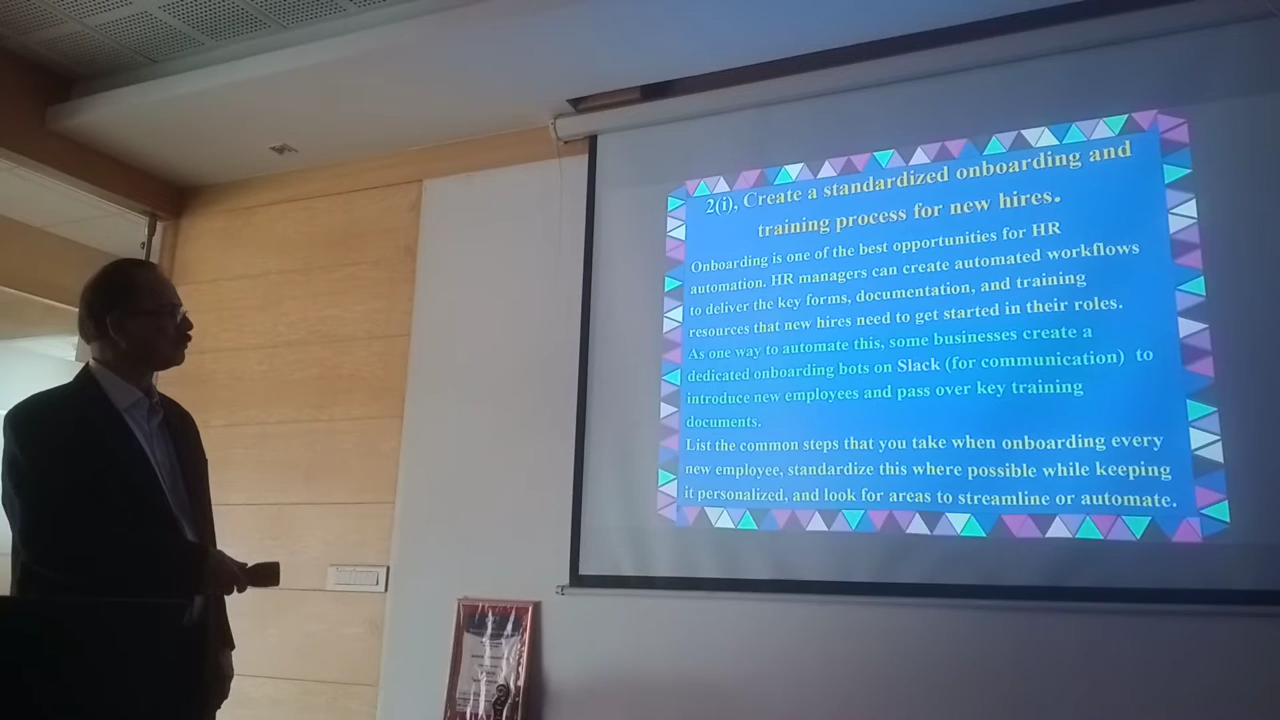 2(i), Create a standardized onboarding and
training process for new hires.
Onboarding is one of the best opportunities for HR
automation. HR managers can create automated workflows
to deliver the key forms, documentation, and training
resources that new hires need to get started in their roles.
As one way to automate this, some businesses create a
dedicated onboarding bots on Slack (for communication) to
introduce new employees and pass over key training
documents.
List the common steps that you take when onboarding every
new employee, standardize this where possible while keeping
it personalized, and look for areas to streamline or automate.